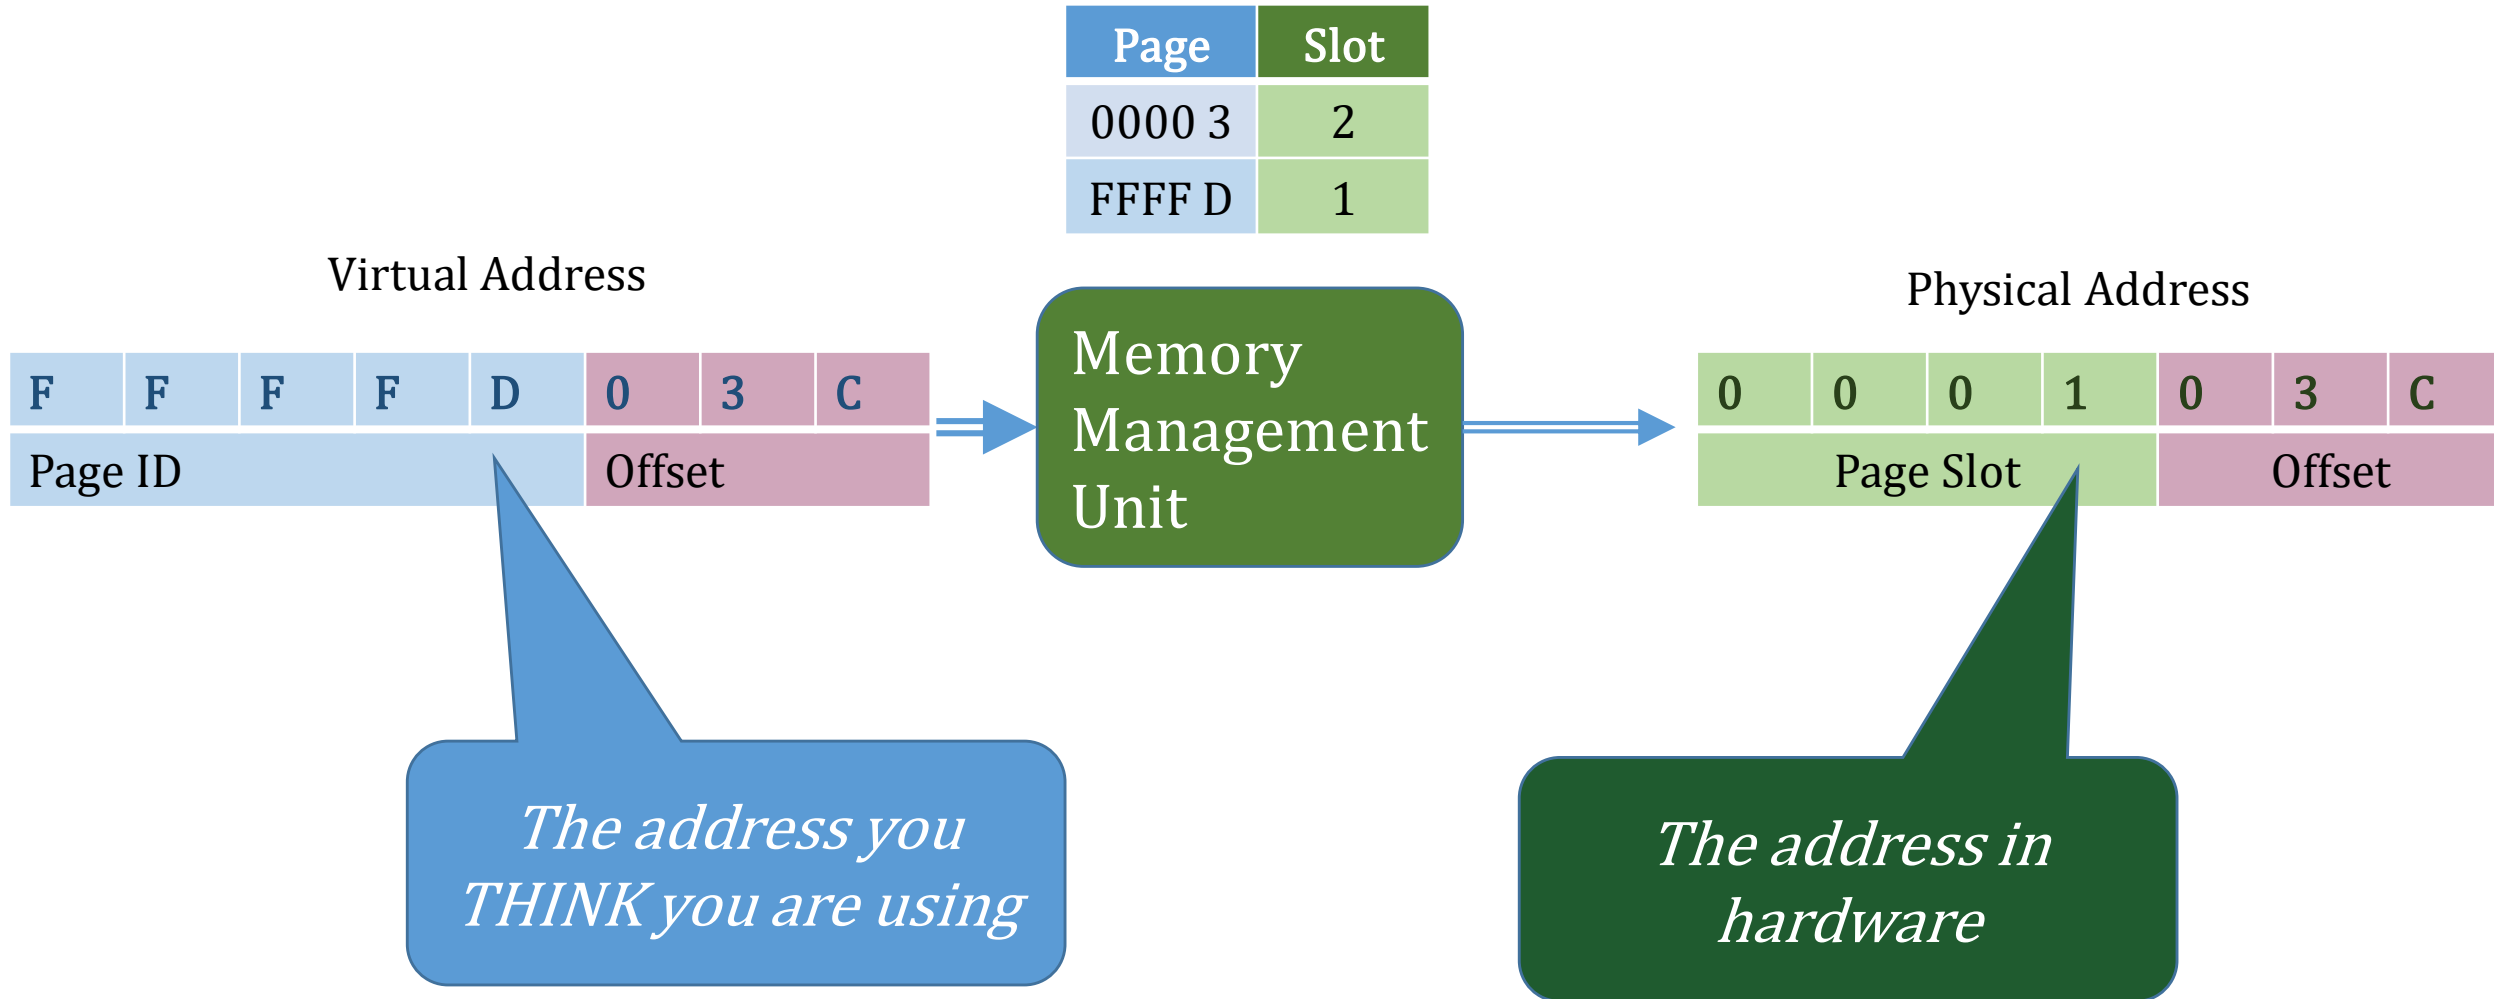 Page Slot
0000 3 2
FFFF D 1
Virtual Address
Physical Address
F F F F D 0 3 C
Page ID Offset
Memory
Management
Unit
0 0 0 1 0 3 C
Page Slot Offset
The address you
THINK you are using
The address in
hardware